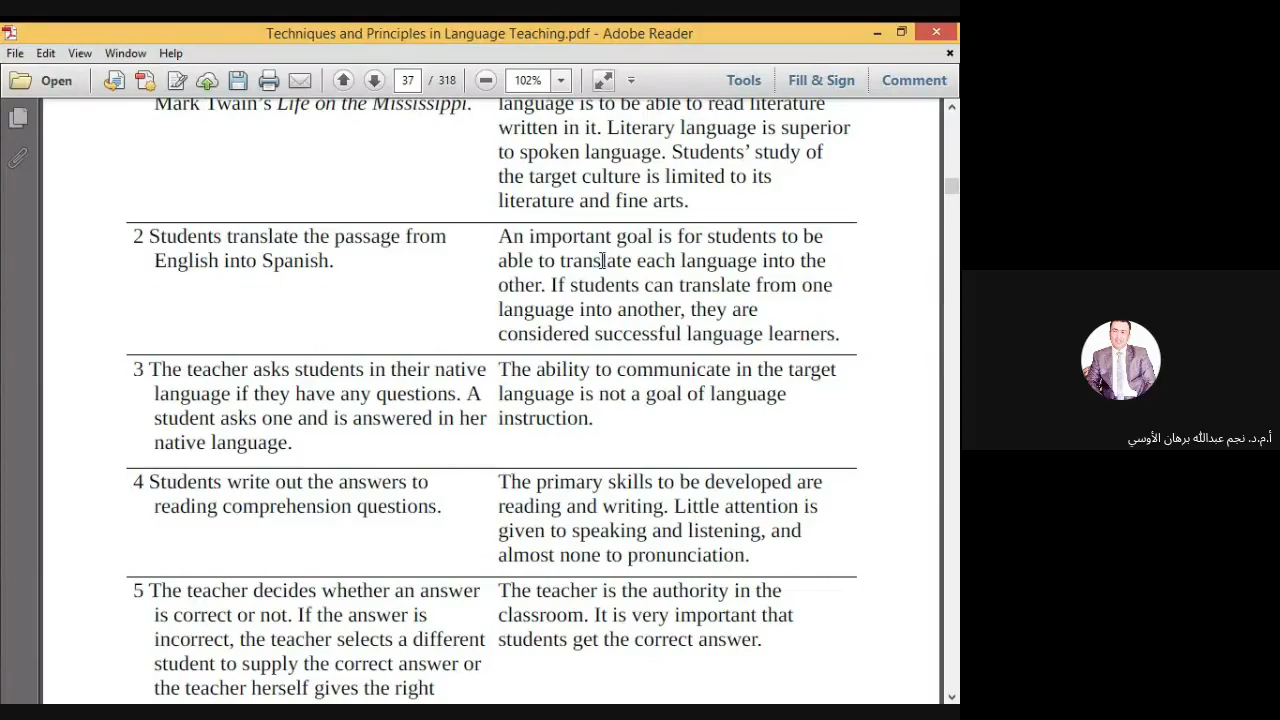 Techniques and Principles in Language Teaching.pdf - Adobe Reader
File Edit View Window Help
Open 37 / 318 102% Tools Fill & Sign Comment
Mark Twain's Life on the Mississippi.
language is to be able to read literature
written in it. Literary language is superior
to spoken language. Students' study of
the target culture is limited to its
literature and fine arts.
2 Students translate the passage from
English into Spanish.
An important goal is for students to be
able to translate each language into the
other. If students can translate from one
language into another, they are
considered successful language learners.
3 The teacher asks students in their native
language if they have any questions. A
student asks one and is answered in her
native language.
The ability to communicate in the target
language is not a goal of language
instruction.
4 Students write out the answers to
reading comprehension questions.
The primary skills to be developed are
reading and writing. Little attention is
given to speaking and listening, and
almost none to pronunciation.
5 The teacher decides whether an answer
is correct or not. If the answer is
incorrect, the teacher selects a different
student to supply the correct answer or
the teacher herself gives the right
The teacher is the authority in the
classroom. It is very important that
students get the correct answer.
أ.م.د. نجم عبدالله برهان الأوسي